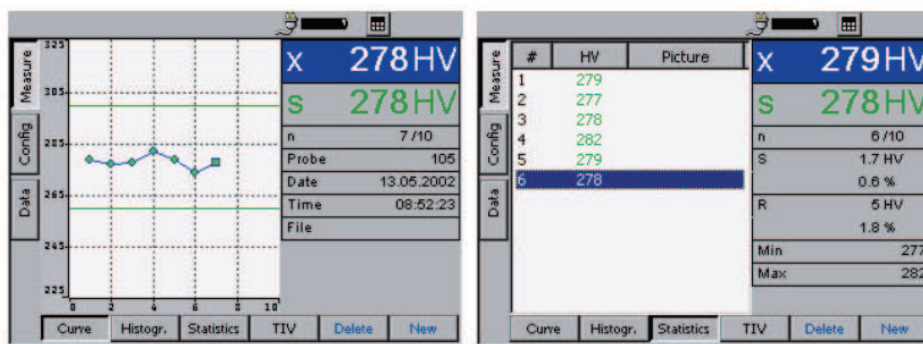 Measure
Config.
Data
325
305
285
265
245
225
0 2 4 6 8 10
X 278HV
S 278HV
n 7/10
Probe 105
Date 13.05.2002
Time 08:52:23
File
Curve Histogr. Statistics TIV Delete New
Measure
Config.
Data
# HV Picture
1 279
2 277
3 278
4 282
5 279
6 278
X 279HV
S 278HV
n 6/10
S 1.7 HV
0.6 %
R 5 HV
1.8 %
Min 277
Max 282
Curve Histogr. Statistics TIV Delete New